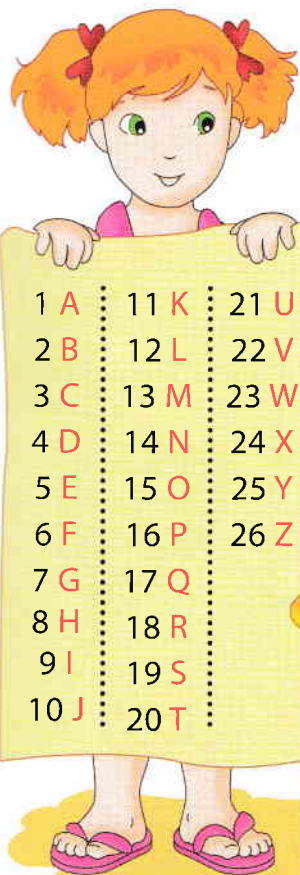 1 A
2 B
3 C
4 D
5 E
6 F
7 G
8 H
9 I
10 J
11 K
12 L
13 M
14 N
15 O
16 P
17 Q
18 R
19 S
20 T
21 U
22 V
23 W
24 X
25 Y
26 Z